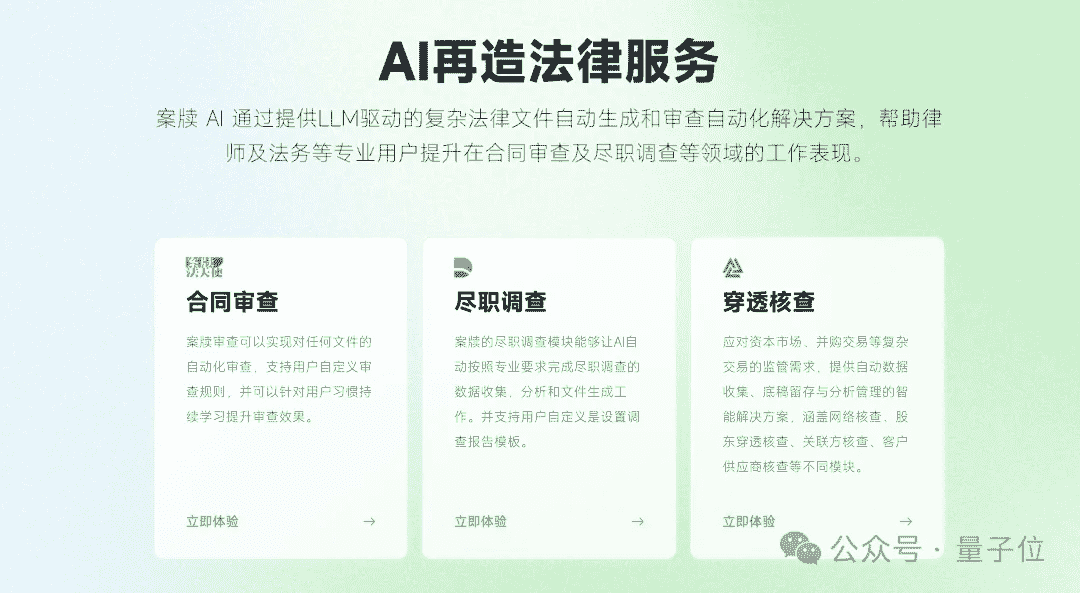 AI再造法律服务
案牍 AI 通过提供LLM驱动的复杂法律文件自动生成和审查自动化解决方案，帮助律
师及法务等专业用户提升在合同审查及尽职调查等领域的工作表现。
合同审查
案牍审查可以实现对任何文件的
自动化审查，支持用户自定义审
查规则，并可以针对用户习惯持
续学习提升审查效果。
立即体验
尽职调查
案牍的尽职调查模块能够让AI自
动按照专业要求完成尽职调查的
数据收集，分析和文件生成工
作。并支持用户自定义是设置调
查报告模板。
立即体验
穿透核查
应对资本市场、并购交易等复杂
交易的监管需求，提供自动数据
收集、底稿留存与分析管理的智
能解决方案，涵盖网络核查、股
东穿透核查、关联方核查、客户
供应商核查等不同模块。
立即体验
公众号 · 量子位